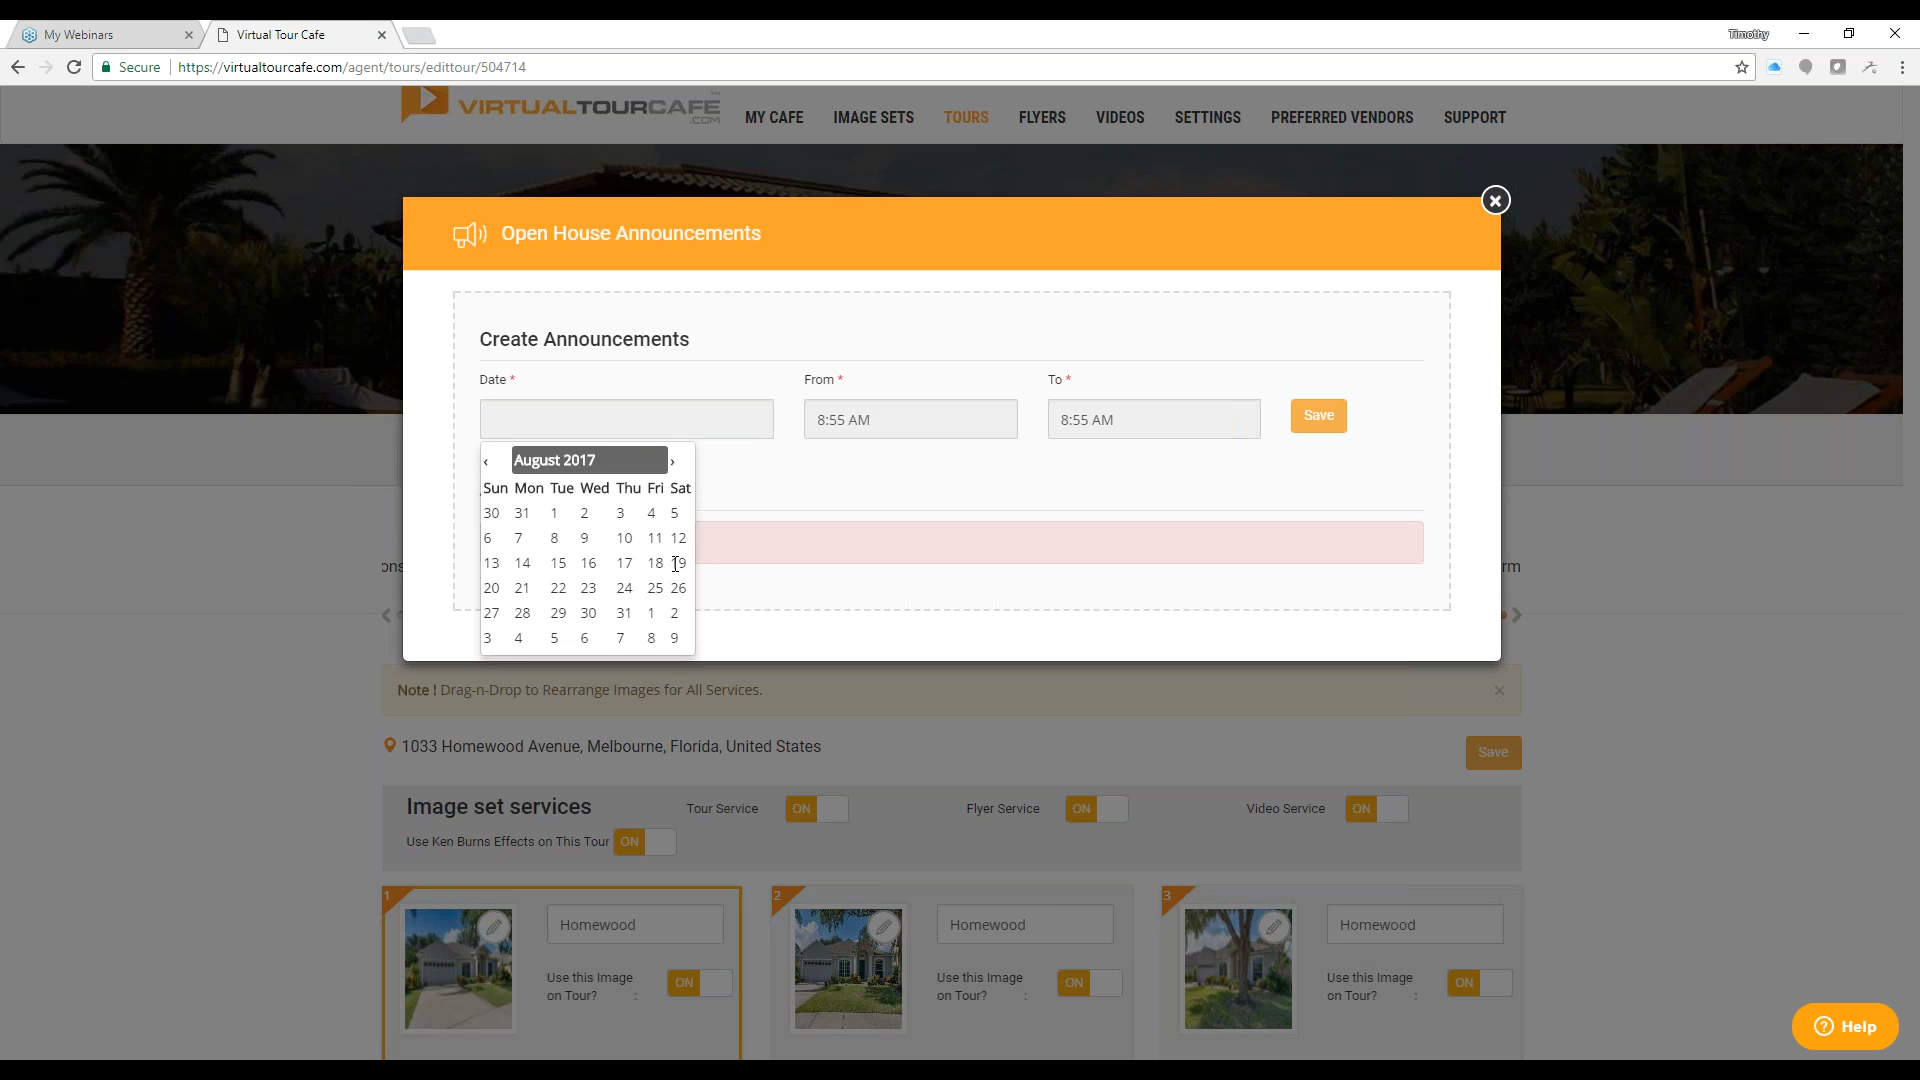 My Webinars
Virtual Tour Cafe
Timothy
Secure https://virtualtourcafe.com/agent/tours/edittour/504714
VIRTUALTOURCAFE
.COM
TM
MY CAFE IMAGE SETS TOURS FLYERS VIDEOS SETTINGS PREFERRED VENDORS SUPPORT
Open House Announcements
Create Announcements
Date * From * To *
8:55 AM 8:55 AM Save
‹ August 2017 ›
Sun Mon Tue Wed Thu Fri Sat
30 31 1 2 3 4 5
6 7 8 9 10 11 12
13 14 15 16 17 18 19
20 21 22 23 24 25 26
27 28 29 30 31 1 2
3 4 5 6 7 8 9
ons
rm
Note ! Drag-n-Drop to Rearrange Images for All Services.
1033 Homewood Avenue, Melbourne, Florida, United States
Save
Image set services
Tour Service ON Flyer Service ON Video Service ON
Use Ken Burns Effects on This Tour ON
1 2 3
Homewood Homewood Homewood
Use this Image
on Tour? : ON
Use this Image
on Tour? : ON
Use this Image
on Tour? : ON
Help